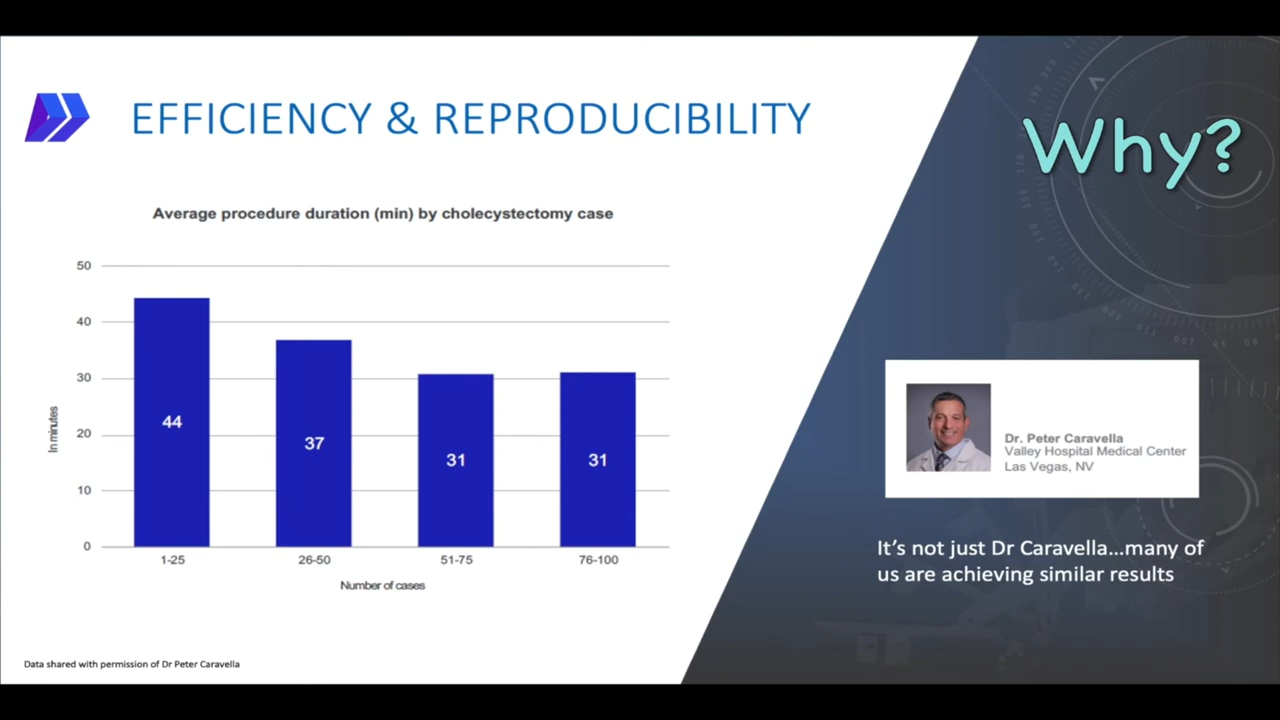 EFFICIENCY & REPRODUCIBILITY
Why?
Average procedure duration (min) by cholecystectomy case
50
40
30
20
10
0
In minutes
44
37
31
31
1-25
26-50
51-75
76-100
Number of cases
Dr. Peter Caravella
Valley Hospital Medical Center
Las Vegas, NV
It's not just Dr Caravella...many of
us are achieving similar results
Data shared with permission of Dr Peter Caravella